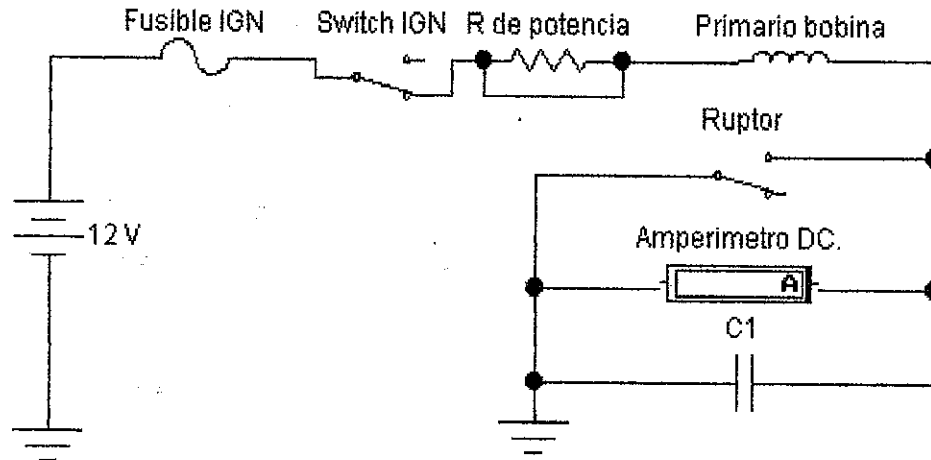 Fusible IGN
Switch IGN
R de potencia
Primario bobina
Ruptor
12 V
Amperimetro DC.
A
C1